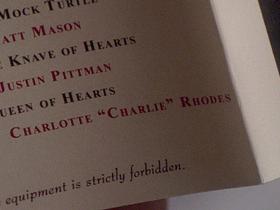 MOCK TURTLE
MATT MASON
KNAVE OF HEARTS
JUSTIN PITTMAN
QUEEN OF HEARTS
CHARLOTTE "CHARLIE" RHODES
equipment is strictly forbidden.